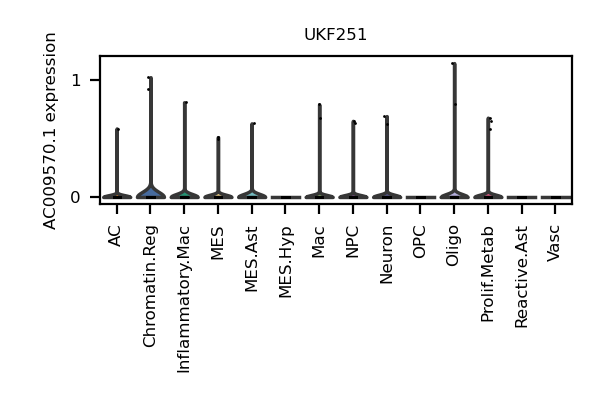 UKF251
AC009570.1 expression
1
0
AC
Chromatin.Reg
Inflammatory.Mac
MES
MES.Ast
MES.Hyp
Mac
NPC
Neuron
OPC
Oligo
Prolif.Metab
Reactive.Ast
Vasc